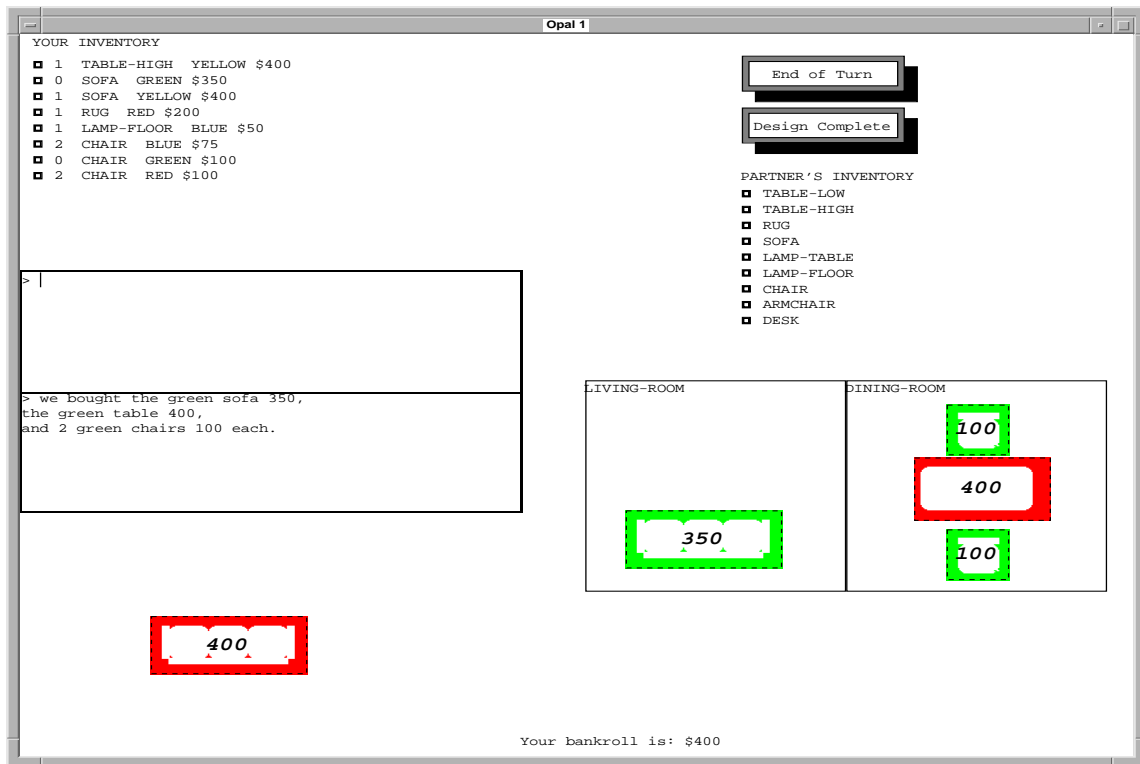 Opal 1
YOUR INVENTORY
1 TABLE-HIGH YELLOW $400
0 SOFA GREEN $350
1 SOFA YELLOW $400
1 RUG RED $200
1 LAMP-FLOOR BLUE $50
2 CHAIR BLUE $75
0 CHAIR GREEN $100
2 CHAIR RED $100
End of Turn
Design Complete
PARTNER'S INVENTORY
TABLE-LOW
TABLE-HIGH
RUG
SOFA
LAMP-TABLE
LAMP-FLOOR
CHAIR
ARMCHAIR
DESK
>
> we bought the green sofa 350,
the green table 400,
and 2 green chairs 100 each.
LIVING-ROOM
350
DINING-ROOM
100
400
100
400
Your bankroll is: $400